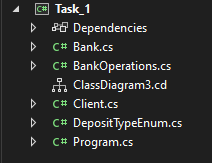 Task_1
Dependencies
C# Bank.cs
C# BankOperations.cs
ClassDiagram3.cd
C# Client.cs
C# DepositTypeEnum.cs
C# Program.cs